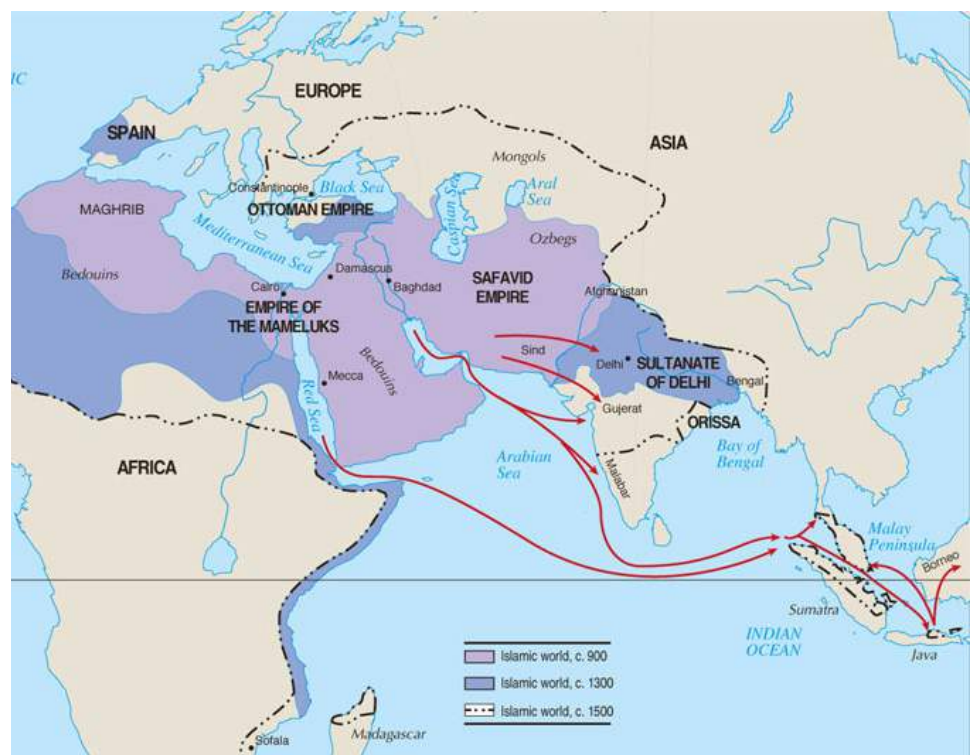 IC
EUROPE
ASIA
SPAIN
Mongols
Constantinople
Black Sea
Caspian Sea
Aral
Sea
OTTOMAN EMPIRE
MAGHRIB
Mediterranean Sea
Ozbegs
Bedouins
Damascus
Cairo
Baghdad
SAFAVID
EMPIRE
Afghanistan
EMPIRE OF
THE MAMELUKS
Sind
Delhi
SULTANATE
OF DELHI
Mecca
Bedouins
Bengal
Red Sea
Gujerat
ORISSA
AFRICA
Arabian
Sea
Bay of
Bengal
Malabar
Malay
Peninsula
Borneo
Sumatra
INDIAN
OCEAN
Java
Islamic world, c. 900
Islamic world, c. 1300
Islamic world, c. 1500
Madagascar
Sofala